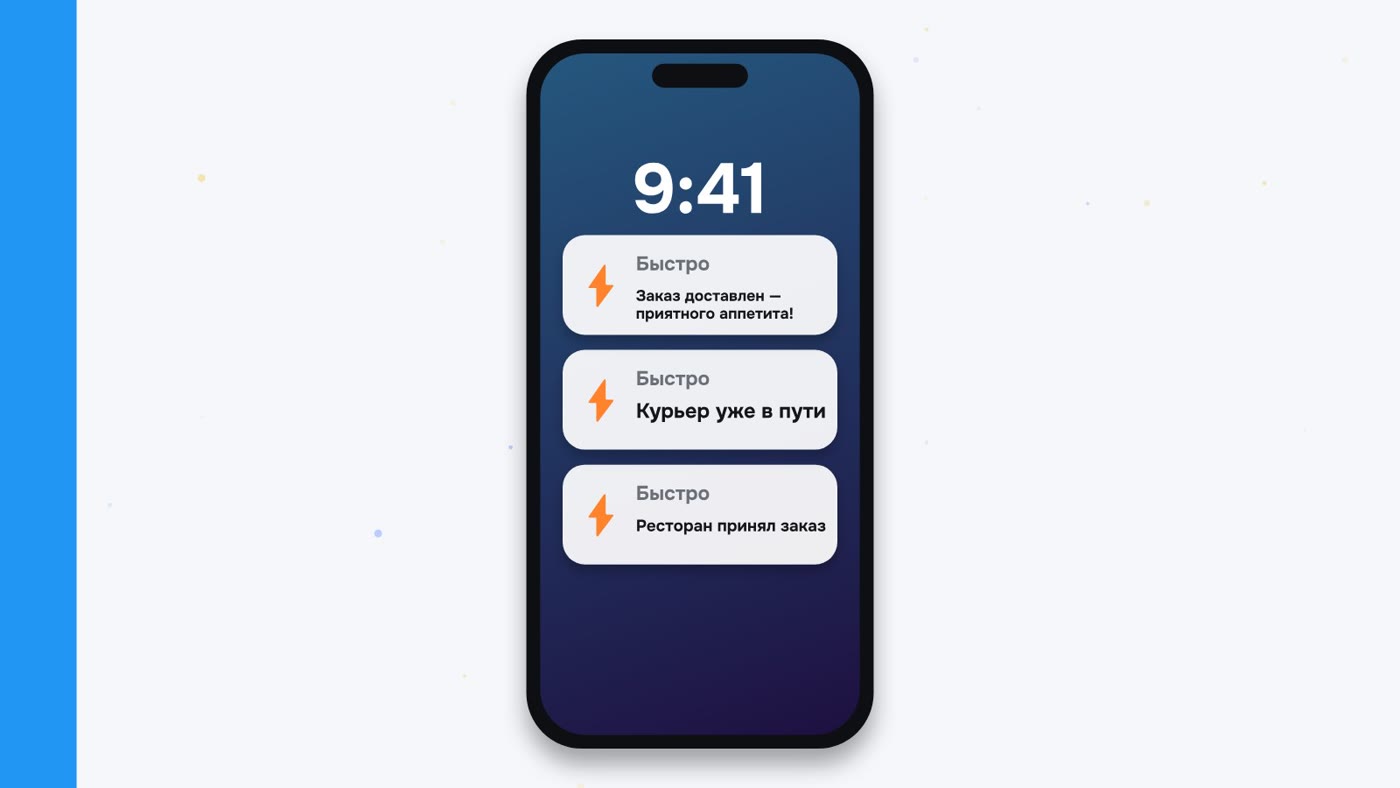 9:41
Быстро
Заказ доставлен —
приятного аппетита!
Быстро
Курьер уже в пути
Быстро
Ресторан принял заказ